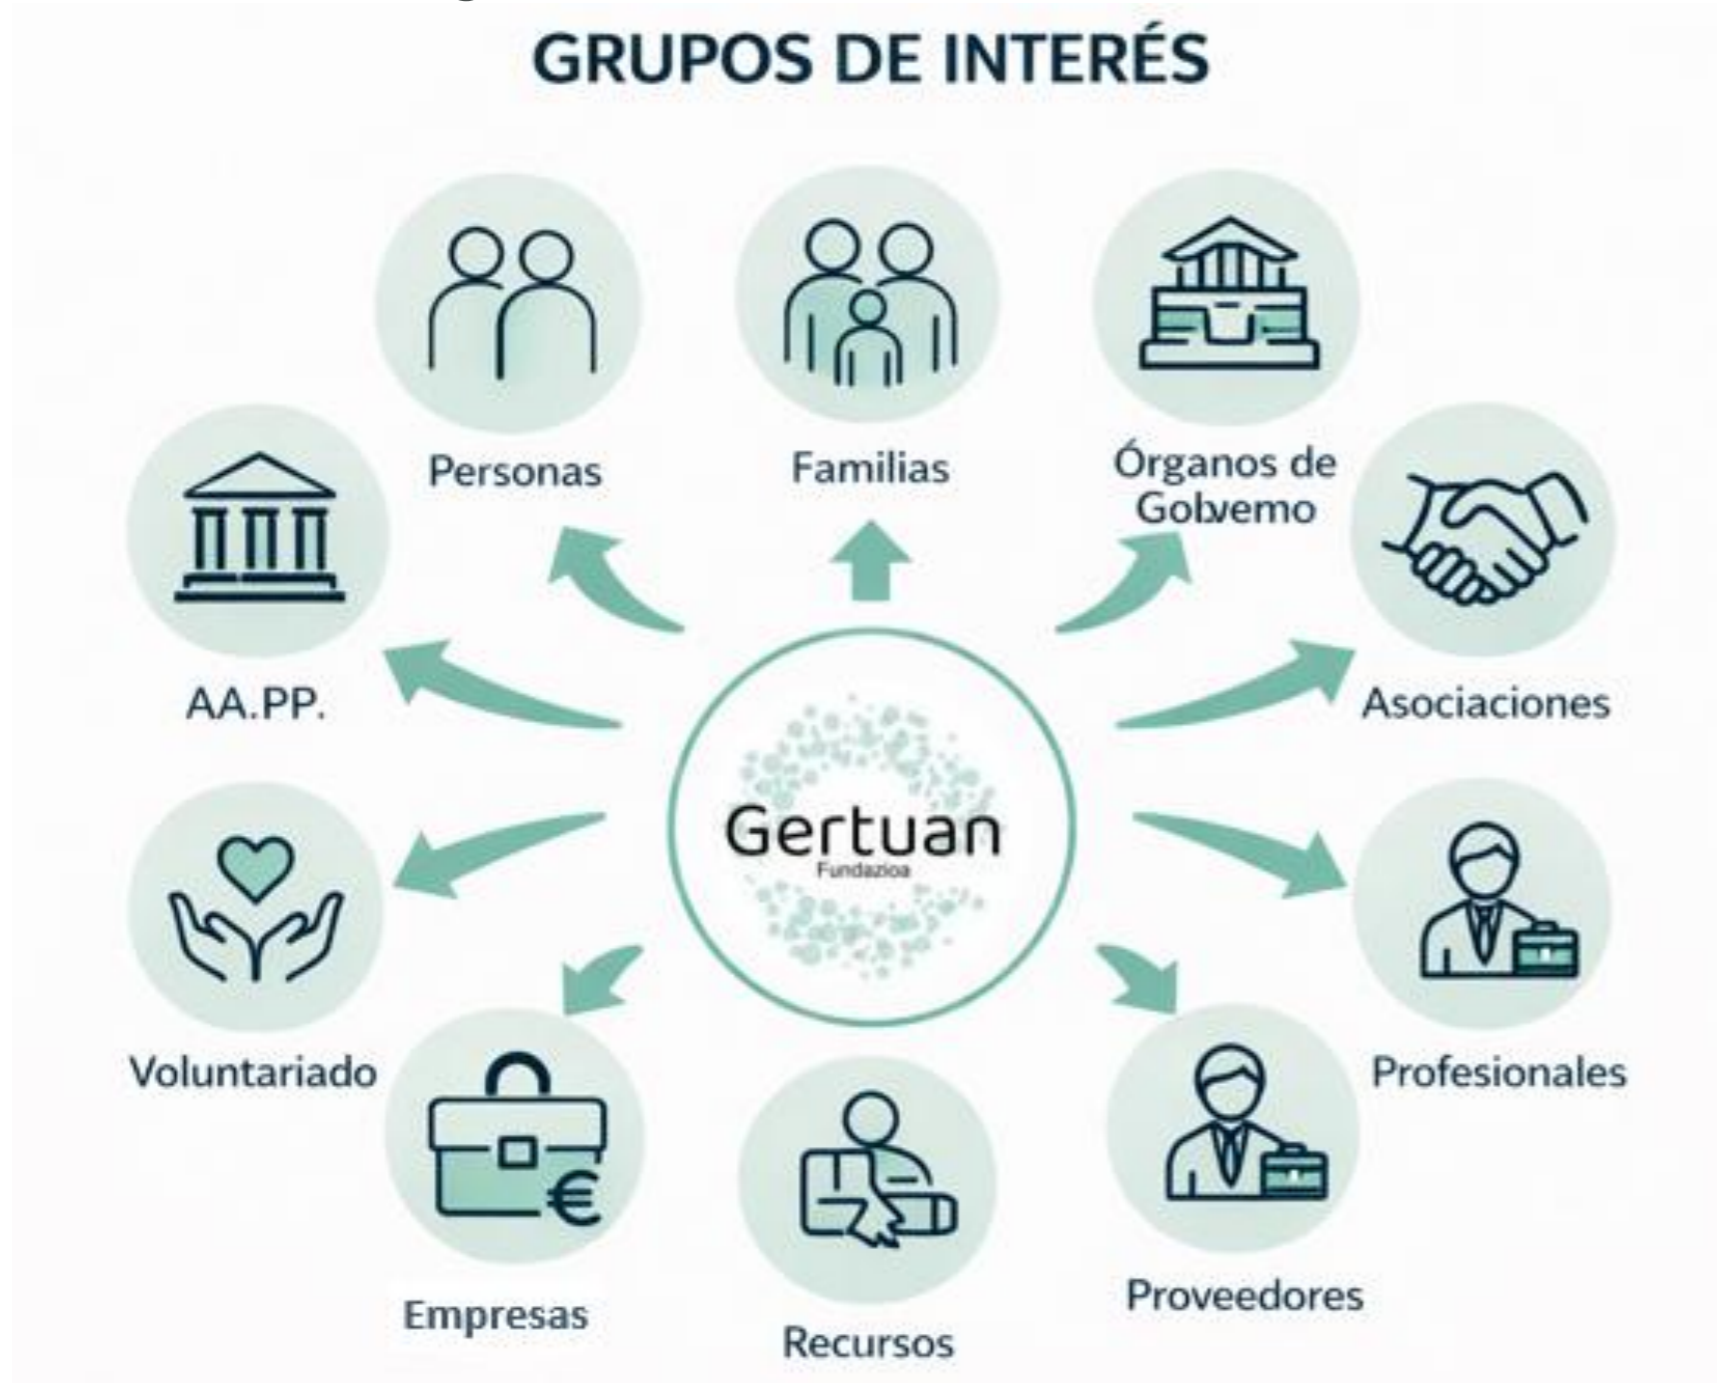 GRUPOS DE INTERÉS
Personas
Familias
Órganos de
Golvemo
AA.PP.
Asociaciones
Gertuan
Fundazioa
Voluntariado
Profesionales
Empresas
Recursos
Proveedores